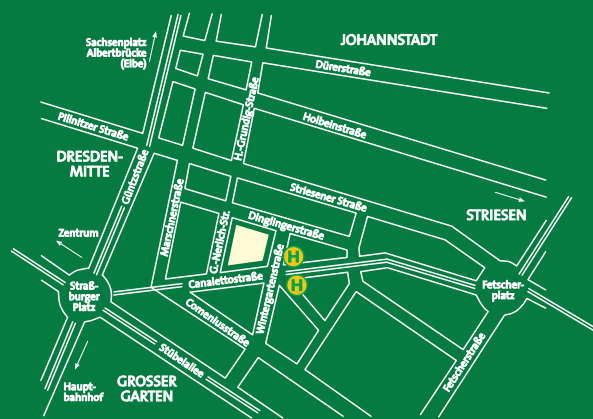 JOHANNSTADT
Sachsenplatz
Albertbrücke
(Elbe)
Dürerstraße
H.-Grundig-Straße
Holbeinstraße
Pillnitzer Straße
DRESDEN-
MITTE
Güntzstraße
Marschnerstraße
Striesener Straße
STRIESEN
G.-Nerlich-Str.
Dinglingerstraße
Zentrum
H
Canalettostraße
H
Wintergartenstraße
Straß-
burger
Platz
Fetscher-
platz
Comeniusstraße
Stübelallee
Fetscherstraße
Haupt-
bahnhof
GROSSER
GARTEN